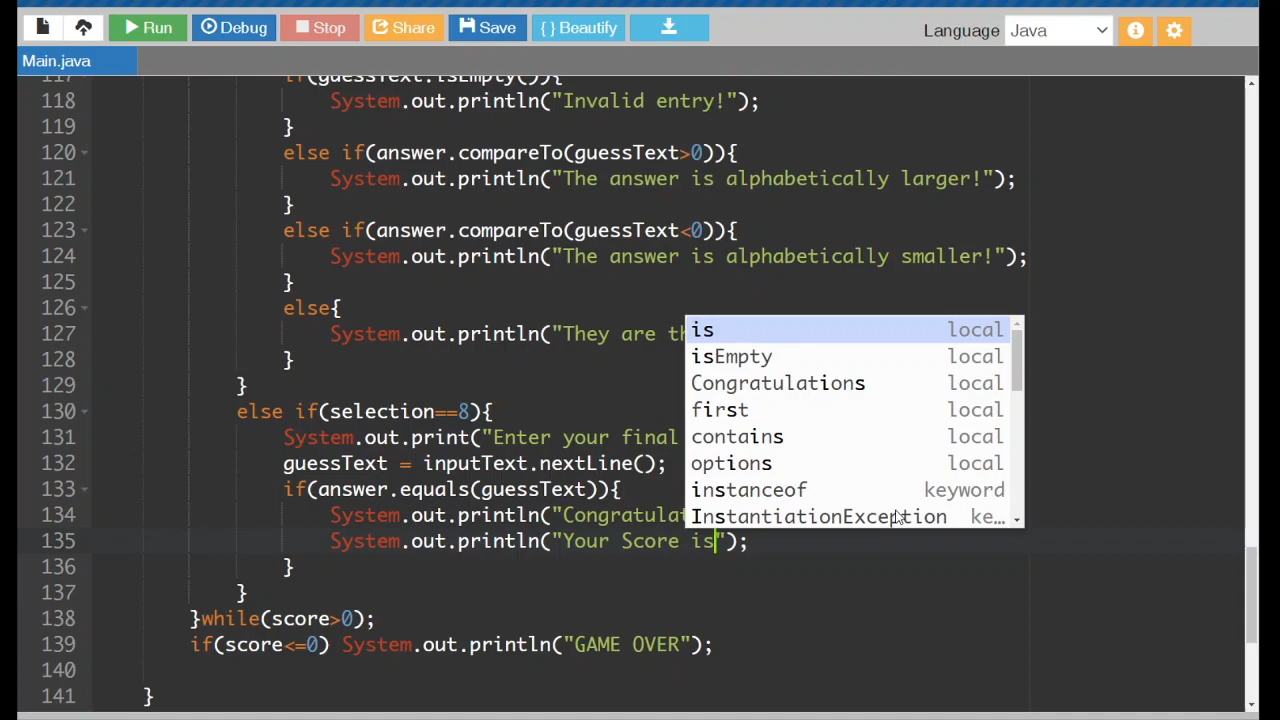 Run Debug Stop Share Save { } Beautify Language Java
Main.java
117 if(guessText.isEmpty()){
118 System.out.println("Invalid entry!");
119 }
120 else if(answer.compareTo(guessText>0)){
121 System.out.println("The answer is alphabetically larger!");
122 }
123 else if(answer.compareTo(guessText<0)){
124 System.out.println("The answer is alphabetically smaller!");
125 }
126 else{
127 System.out.println("They are th
128 }
129 }
130 else if(selection==8){
131 System.out.print("Enter your final
132 guessText = inputText.nextLine();
133 if(answer.equals(guessText)){
134 System.out.println("Congratulat
135 System.out.println("Your Score is");
136 }
137 }
138 }while(score>0);
139 if(score<=0) System.out.println("GAME OVER");
140
141 }
is local
isEmpty local
Congratulations local
first local
contains local
options local
instanceof keyword
InstantiationException ke…